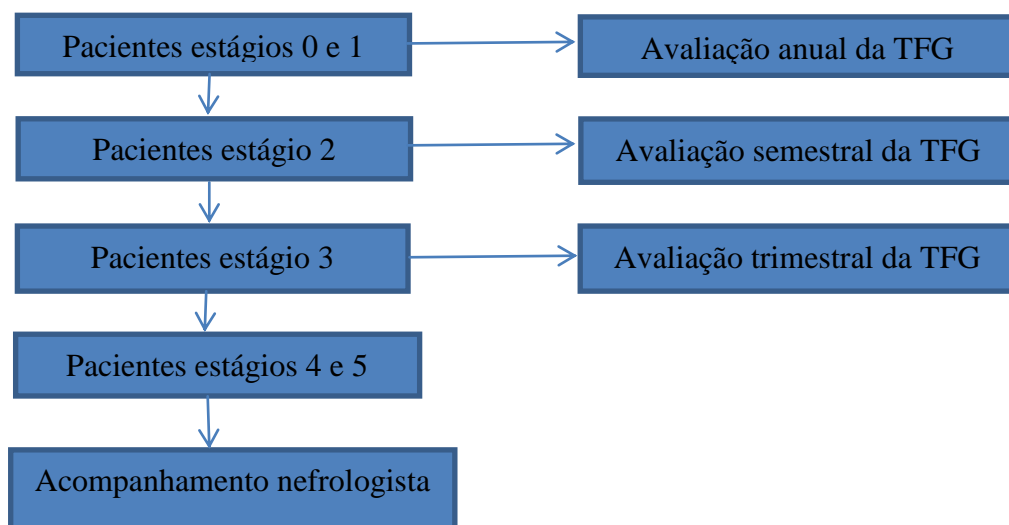 Pacientes estágios 0 e 1
Avaliação anual da TFG
Pacientes estágio 2
Avaliação semestral da TFG
Pacientes estágio 3
Avaliação trimestral da TFG
Pacientes estágios 4 e 5
Acompanhamento nefrologista